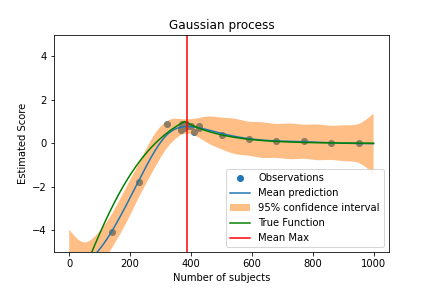 Gaussian process
Estimated Score
4
2
0
−2
−4
Observations
Mean prediction
95% confidence interval
True Function
Mean Max
0 200 400 600 800 1000
Number of subjects